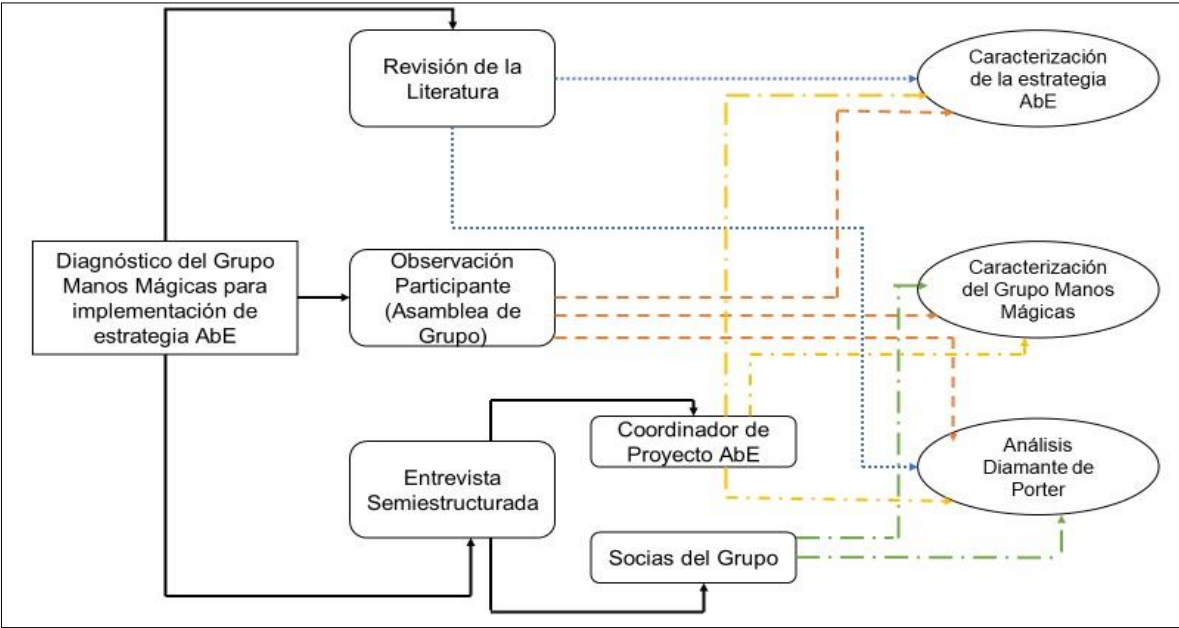 Revisión de la
Literatura
Caracterización
de la estrategia
AbE
Diagnóstico del Grupo
Manos Mágicas para
implementación de
estrategia AbE
Observación
Participante
(Asamblea de
Grupo)
Caracterización
del Grupo Manos
Mágicas
Entrevista
Semiestructurada
Coordinador de
Proyecto AbE
Socias del Grupo
Análisis
Diamante de
Porter